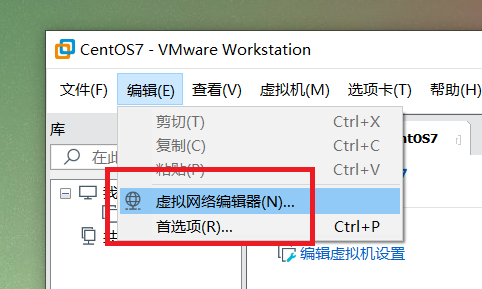 CentOS7 - VMware Workstation
文件(F) 编辑(E) 查看(V) 虚拟机(M) 选项卡(T) 帮助(H)
库
剪切(T) Ctrl+X
复制(C) Ctrl+C
粘贴(P) Ctrl+V
在此
虚拟网络编辑器(N)...
首选项(R)... Ctrl+P
编辑虚拟机设置